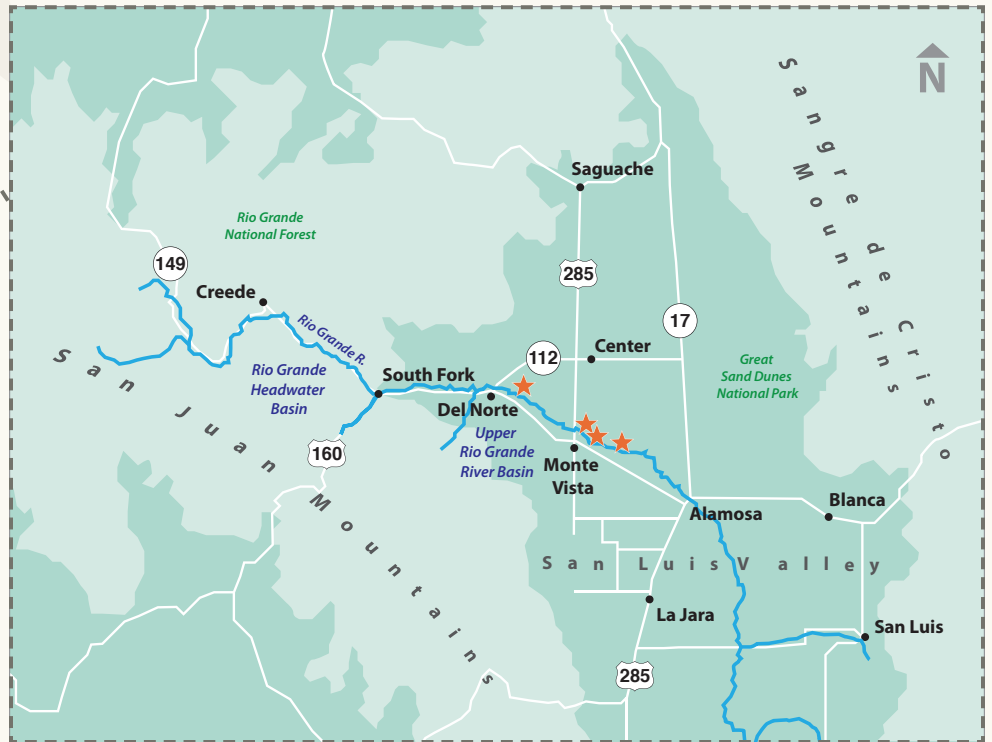 N
Sangre de Cristo
Mountains
Saguache
Rio Grande
National Forest
149
285
Creede
17
Rio Grande R.
112
Center
San Juan Mountains
Rio Grande
Headwater
Basin
South Fork
Great
Sand Dunes
National Park
Del Norte
Upper
Rio Grande
River Basin
160
Monte
Vista
Blanca
Alamosa
San Luis Valley
La Jara
San Luis
285